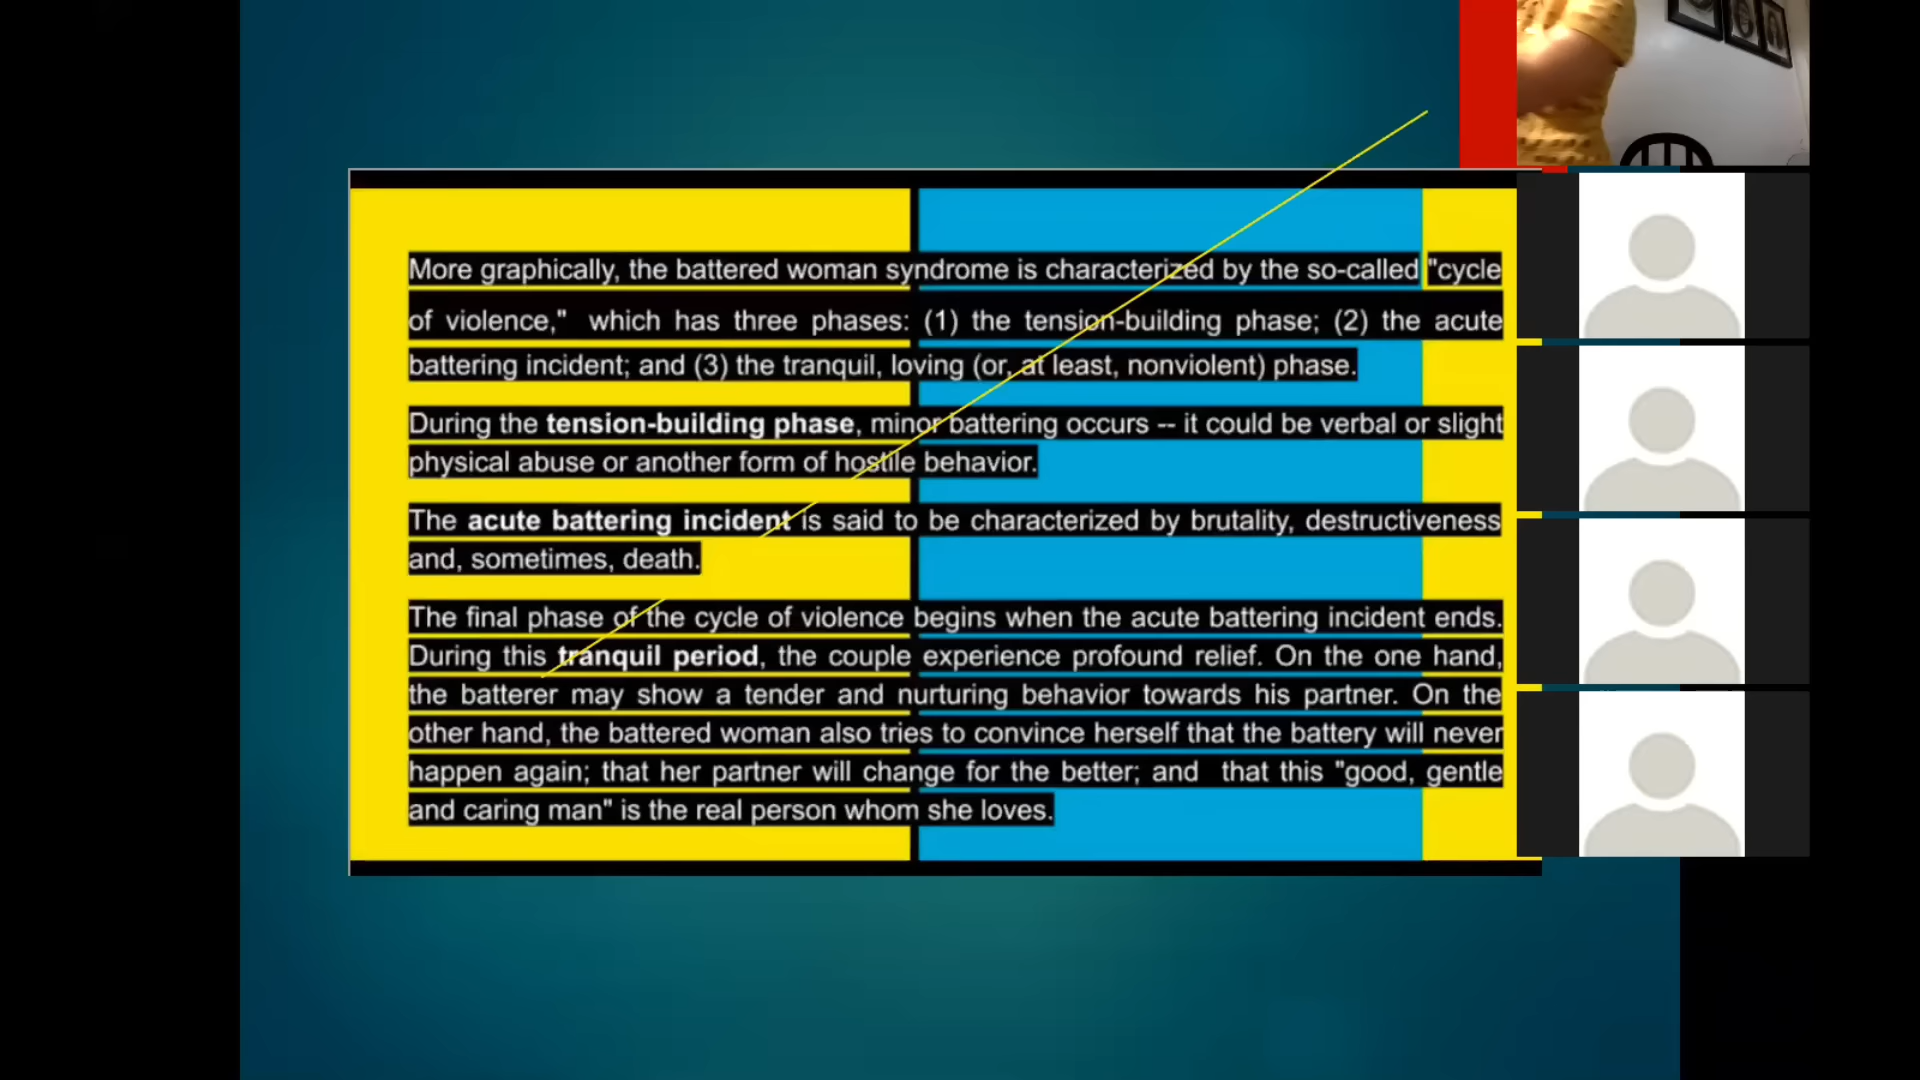 More graphically, the battered woman syndrome is characterized by the so-called "cycle
of violence," which has three phases: (1) the tension-building phase; (2) the acute
battering incident; and (3) the tranquil, loving (or, at least, nonviolent) phase.
During the tension-building phase, minor battering occurs -- it could be verbal or slight
physical abuse or another form of hostile behavior.
The acute battering incident is said to be characterized by brutality, destructiveness
and, sometimes, death.
The final phase of the cycle of violence begins when the acute battering incident ends.
During this tranquil period, the couple experience profound relief. On the one hand,
the batterer may show a tender and nurturing behavior towards his partner. On the
other hand, the battered woman also tries to convince herself that the battery will never
happen again; that her partner will change for the better; and that this "good, gentle
and caring man" is the real person whom she loves.